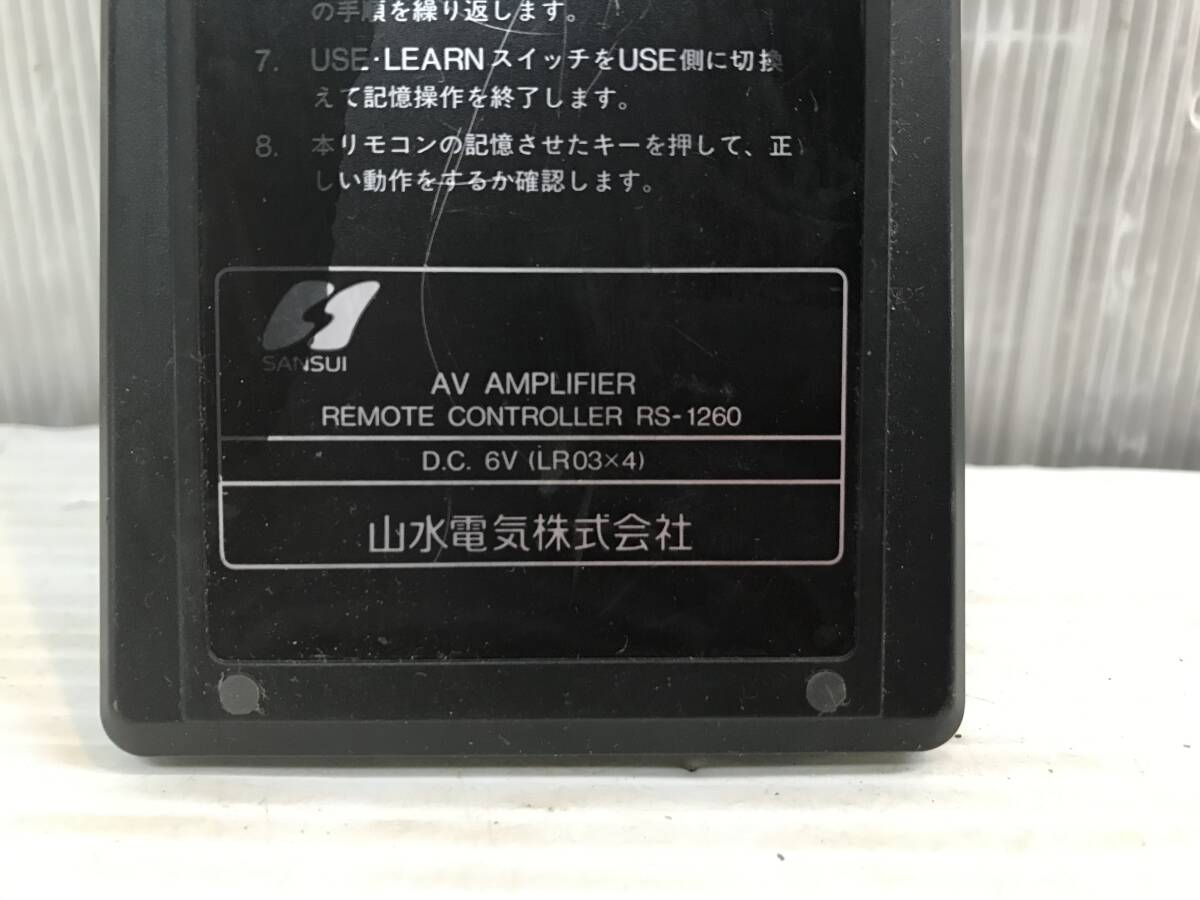 の手順を繰り返します。
7. USE・LEARNスイッチをUSE側に切換
えて記憶操作を終了します。
8. 本リモコンの記憶させたキーを押して、正
しい動作をするか確認します。
SANSUI
AV AMPLIFIER
REMOTE CONTROLLER RS-1260
D.C. 6V (LR03×4)
山水電気株式会社